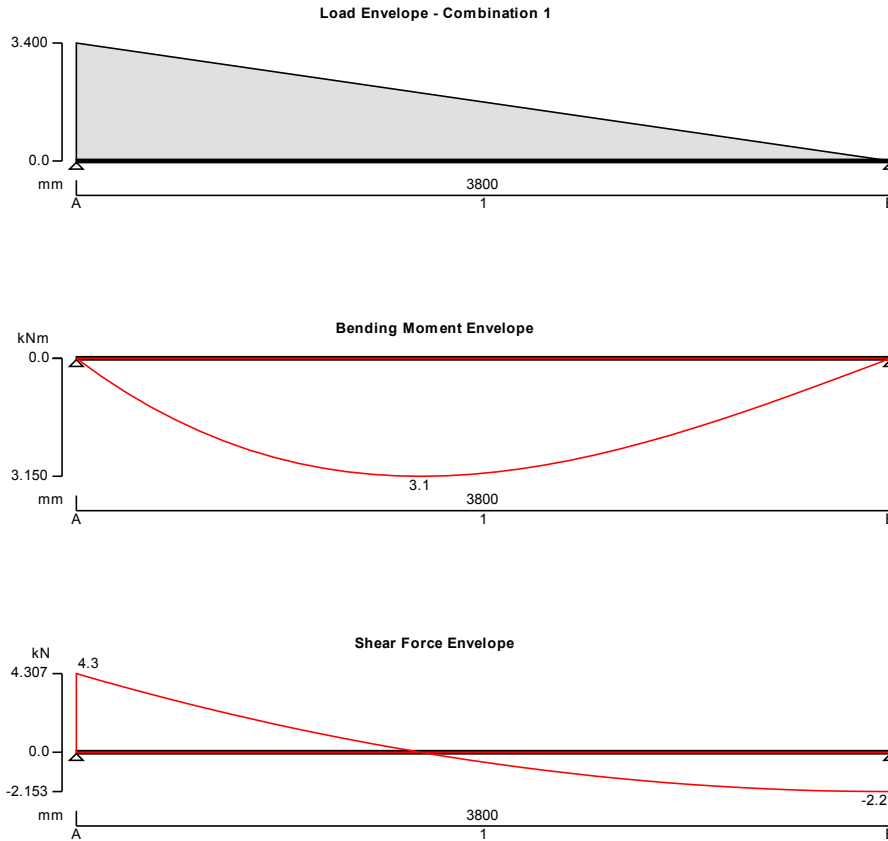 Load Envelope - Combination 1
3.400
0.0
mm
3800
A
1
Bending Moment Envelope
kNm
0.0
3.150
3.1
mm
3800
A
1
Shear Force Envelope
kN
4.307
4.3
0.0
-2.153
-2.2
mm
3800
A
1